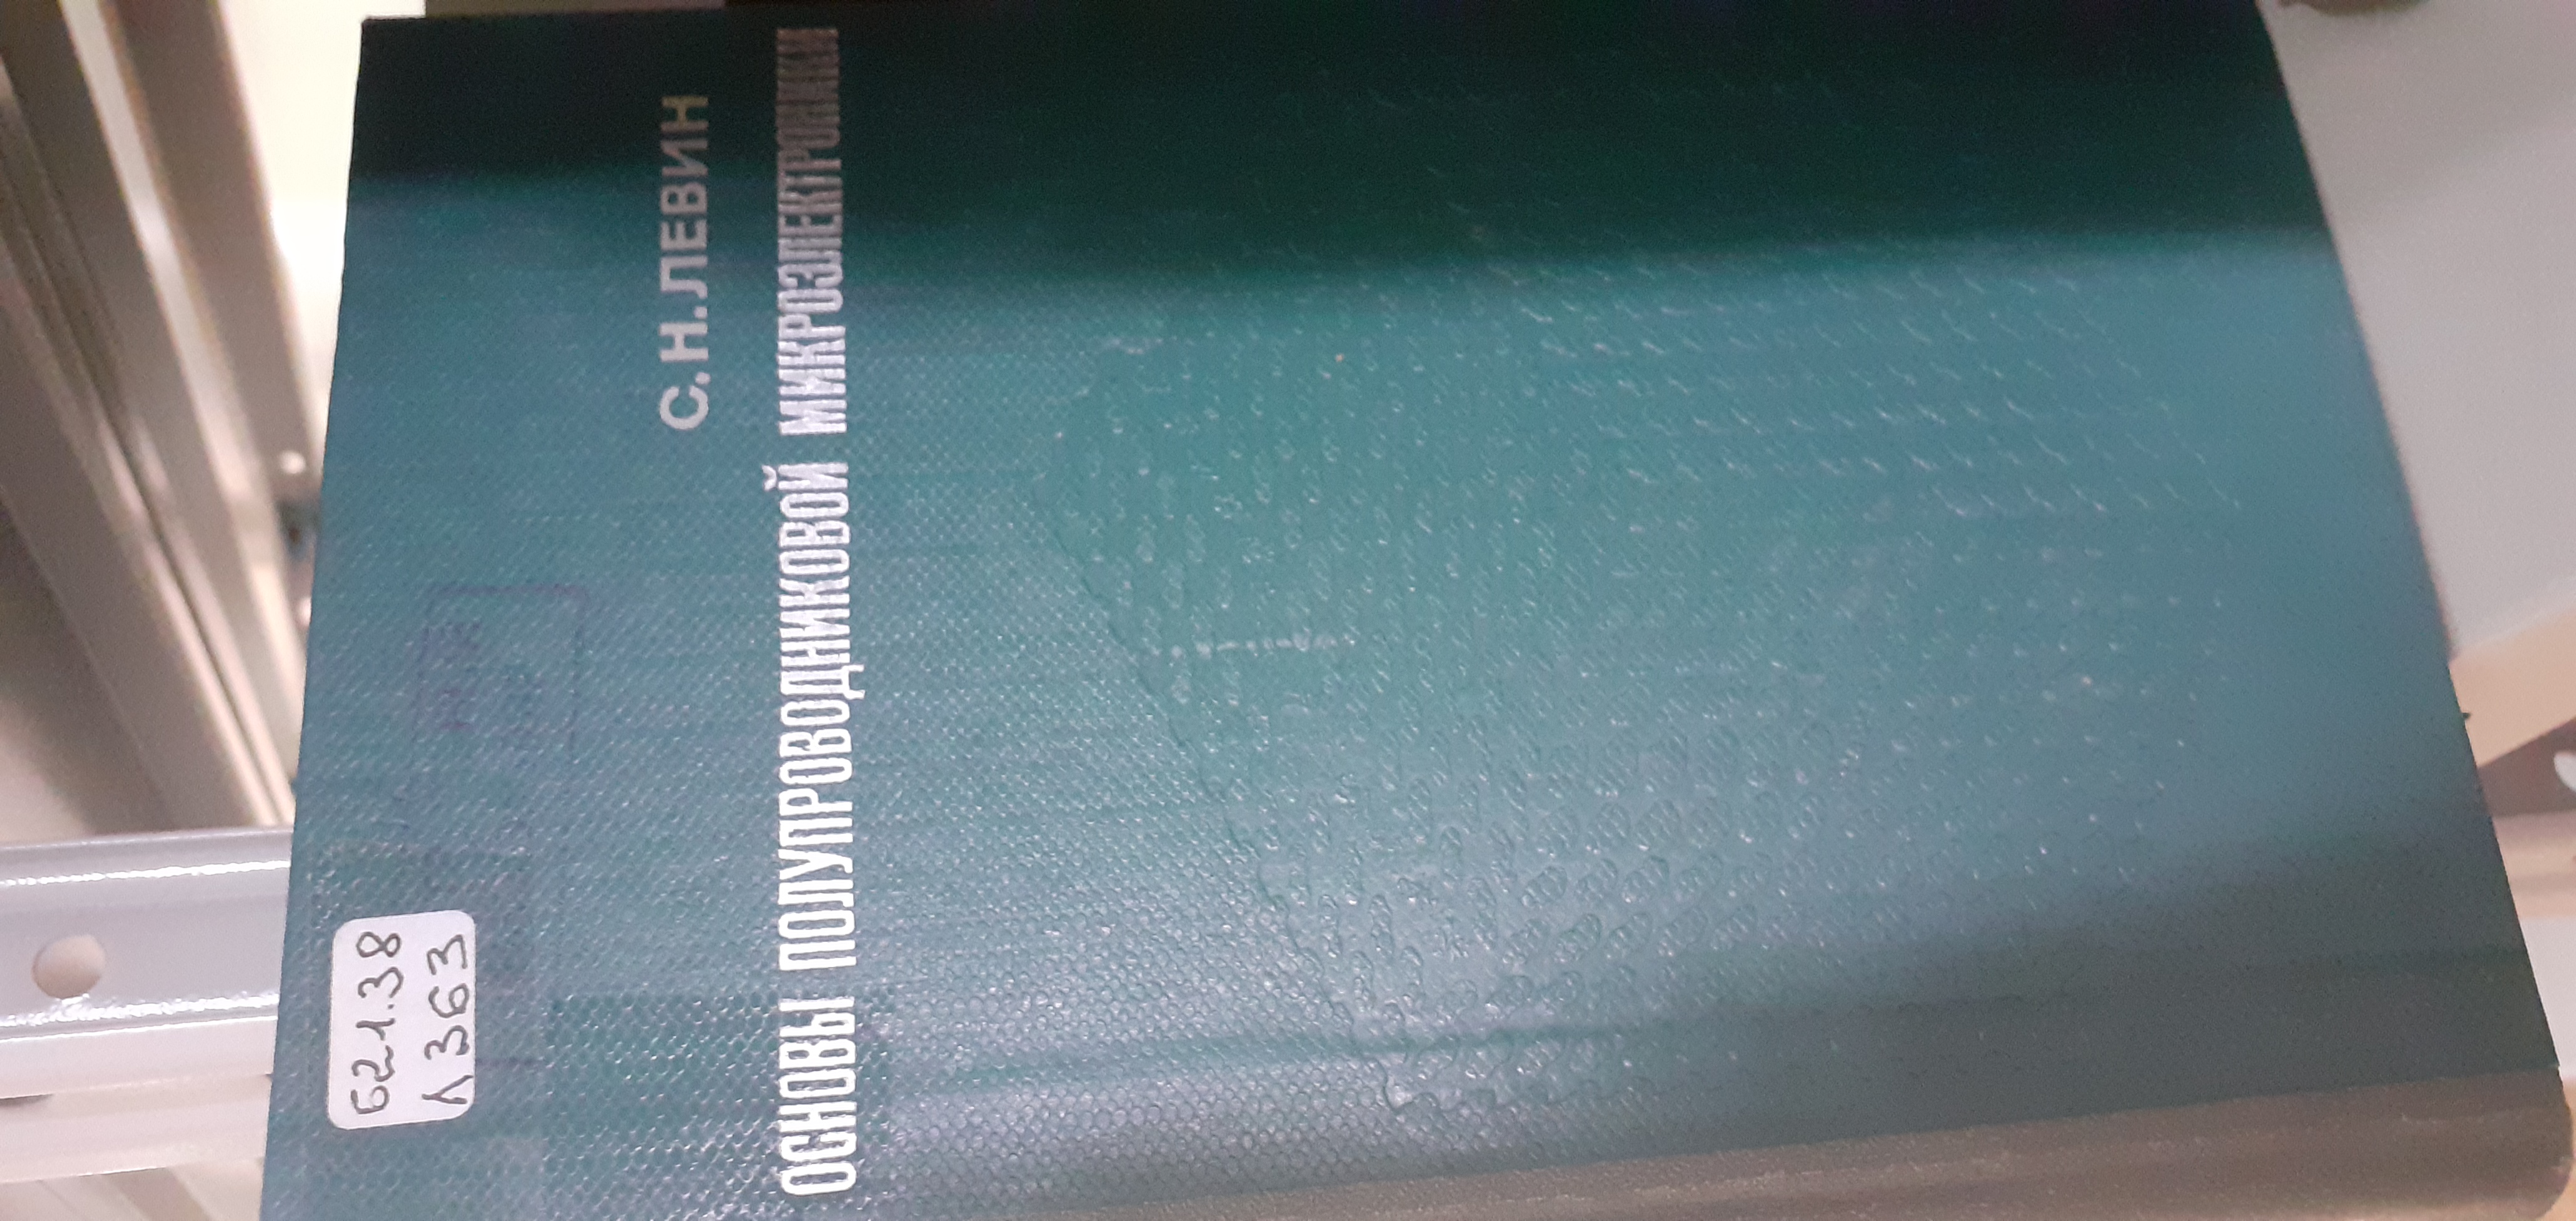 С. Н. ЛЕВИН
ОСНОВЫ ПОЛУПРОВОДНИКОВОЙ МИКРОЭЛЕКТРОНИКИ
621.38
Л363